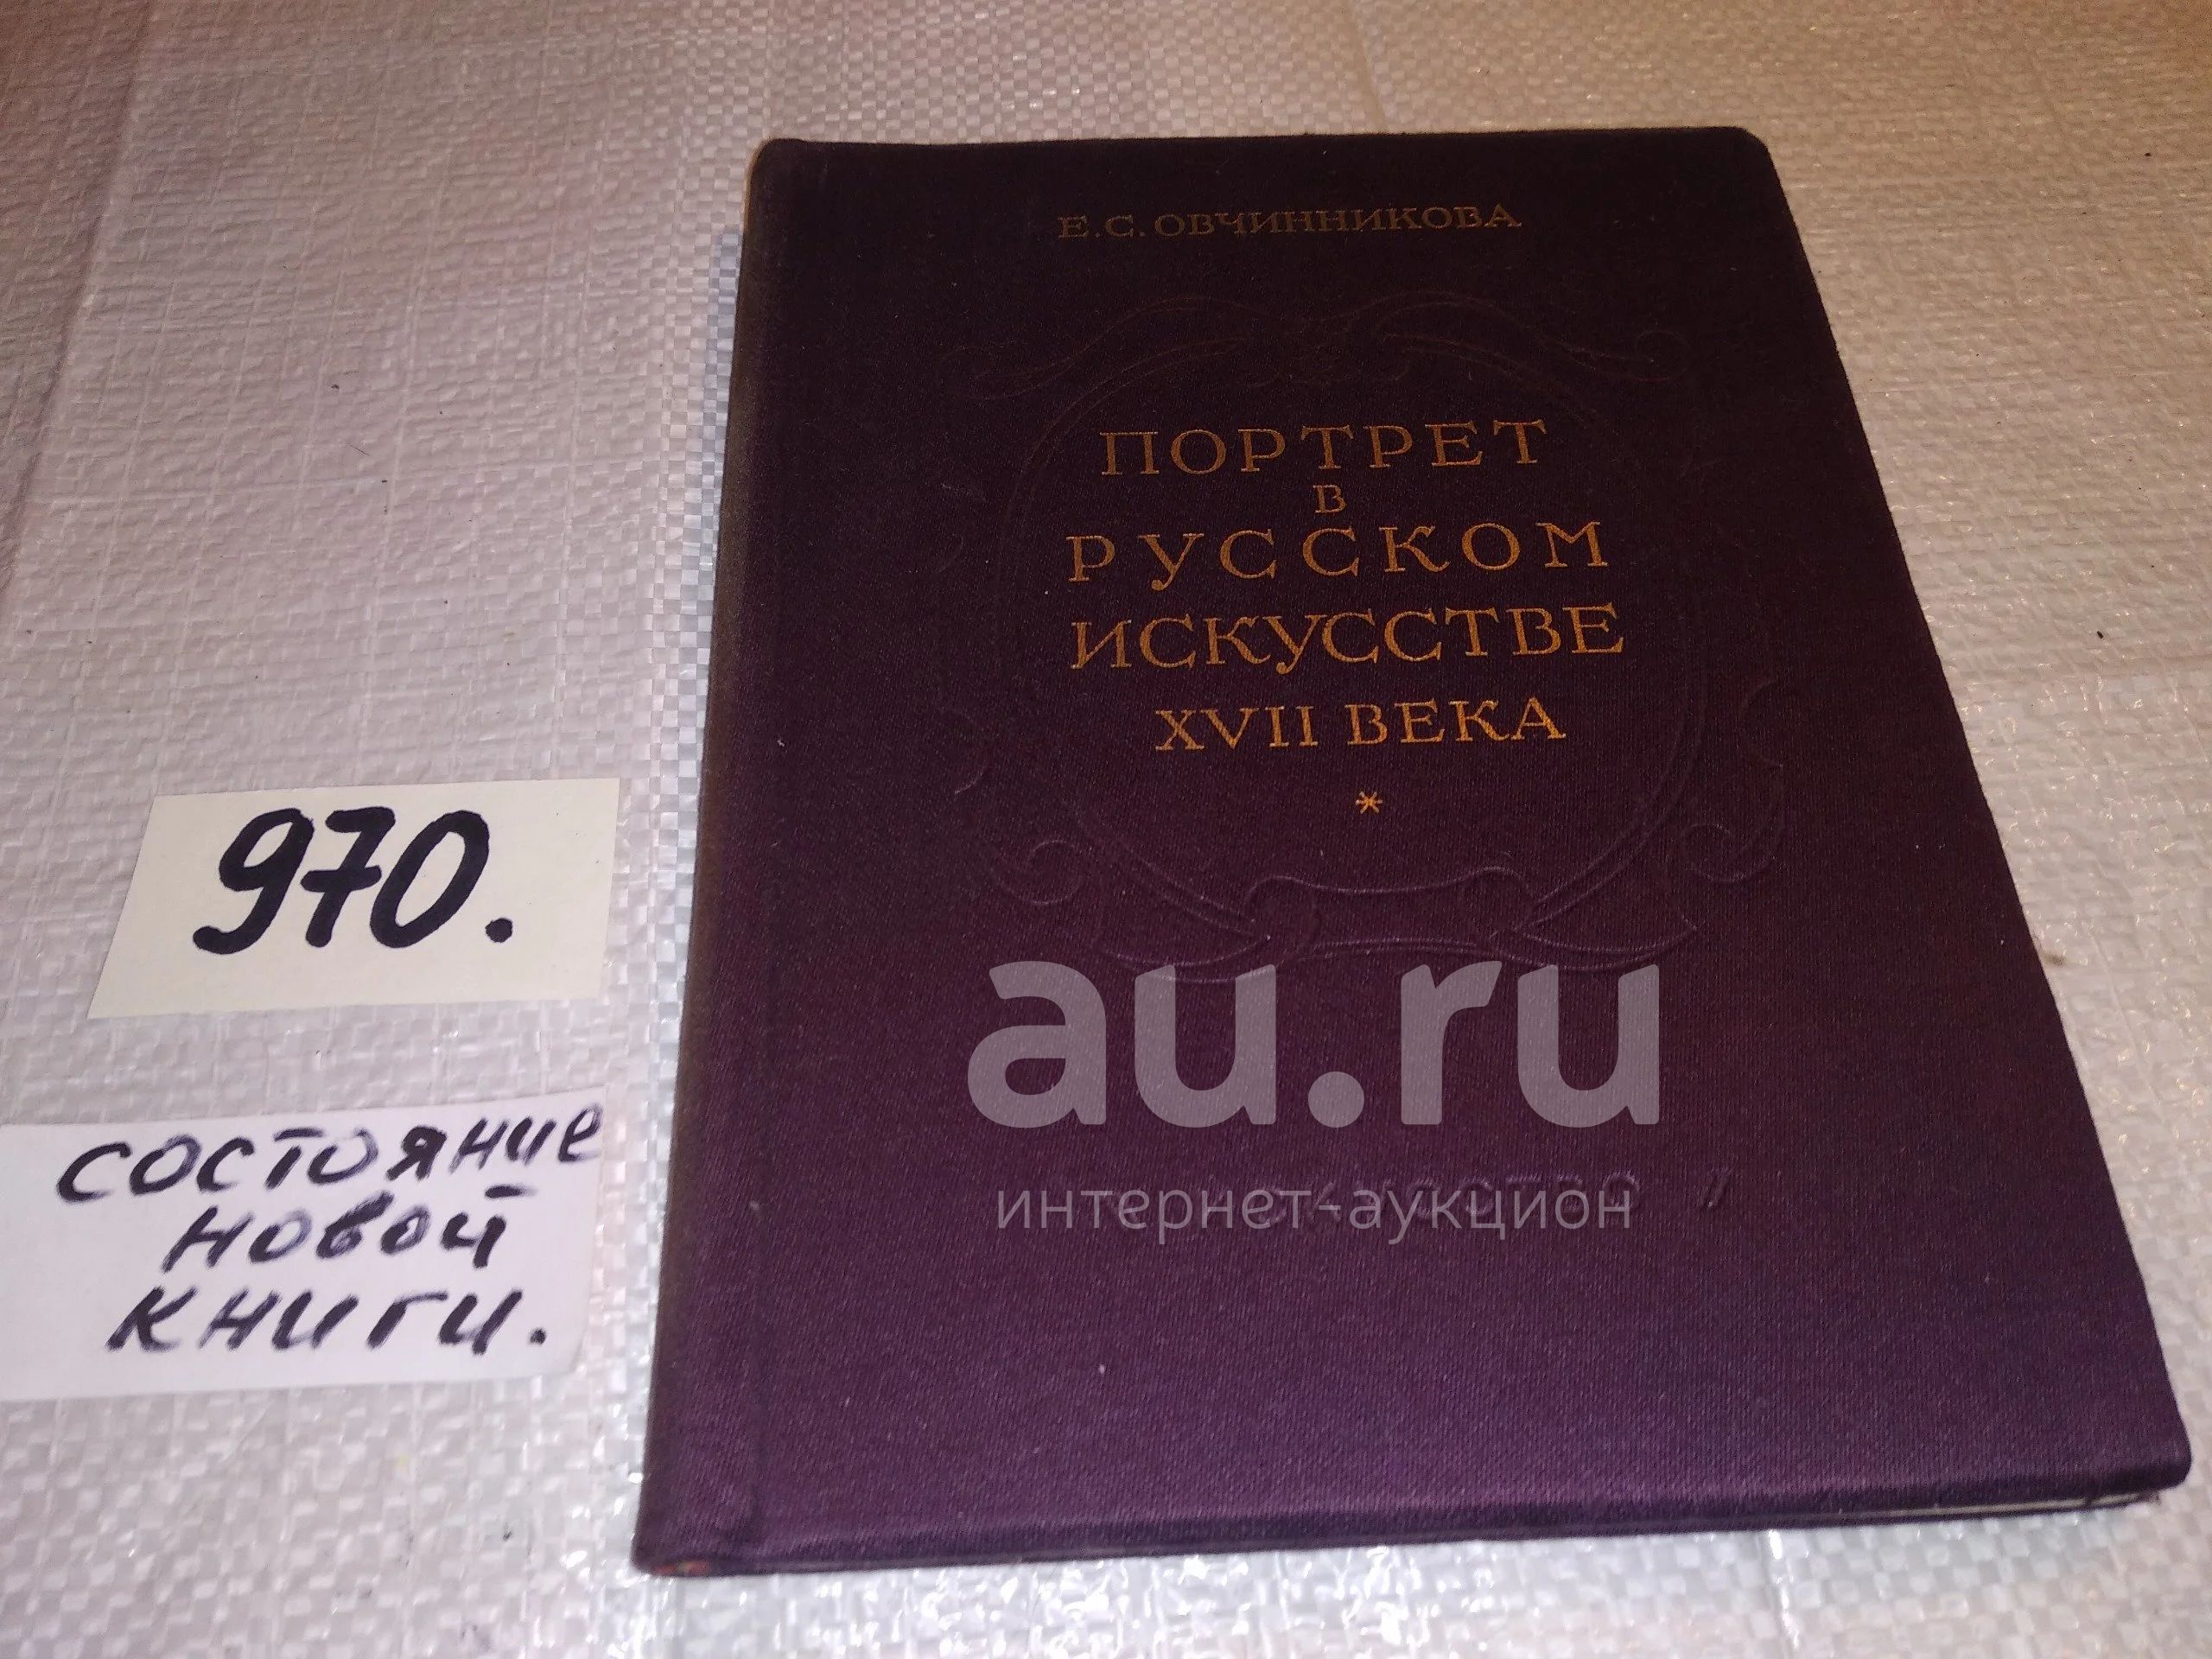 Е.С.ОВЧИННИКОВА
ПОРТРЕТ
В
РУССКОМ
ИСКУССТВЕ
XVII ВЕКА
*
970.
СОСТОЯНИЕ
НОВОЙ
КНИГИ.
au.ru
интернет-аукцион